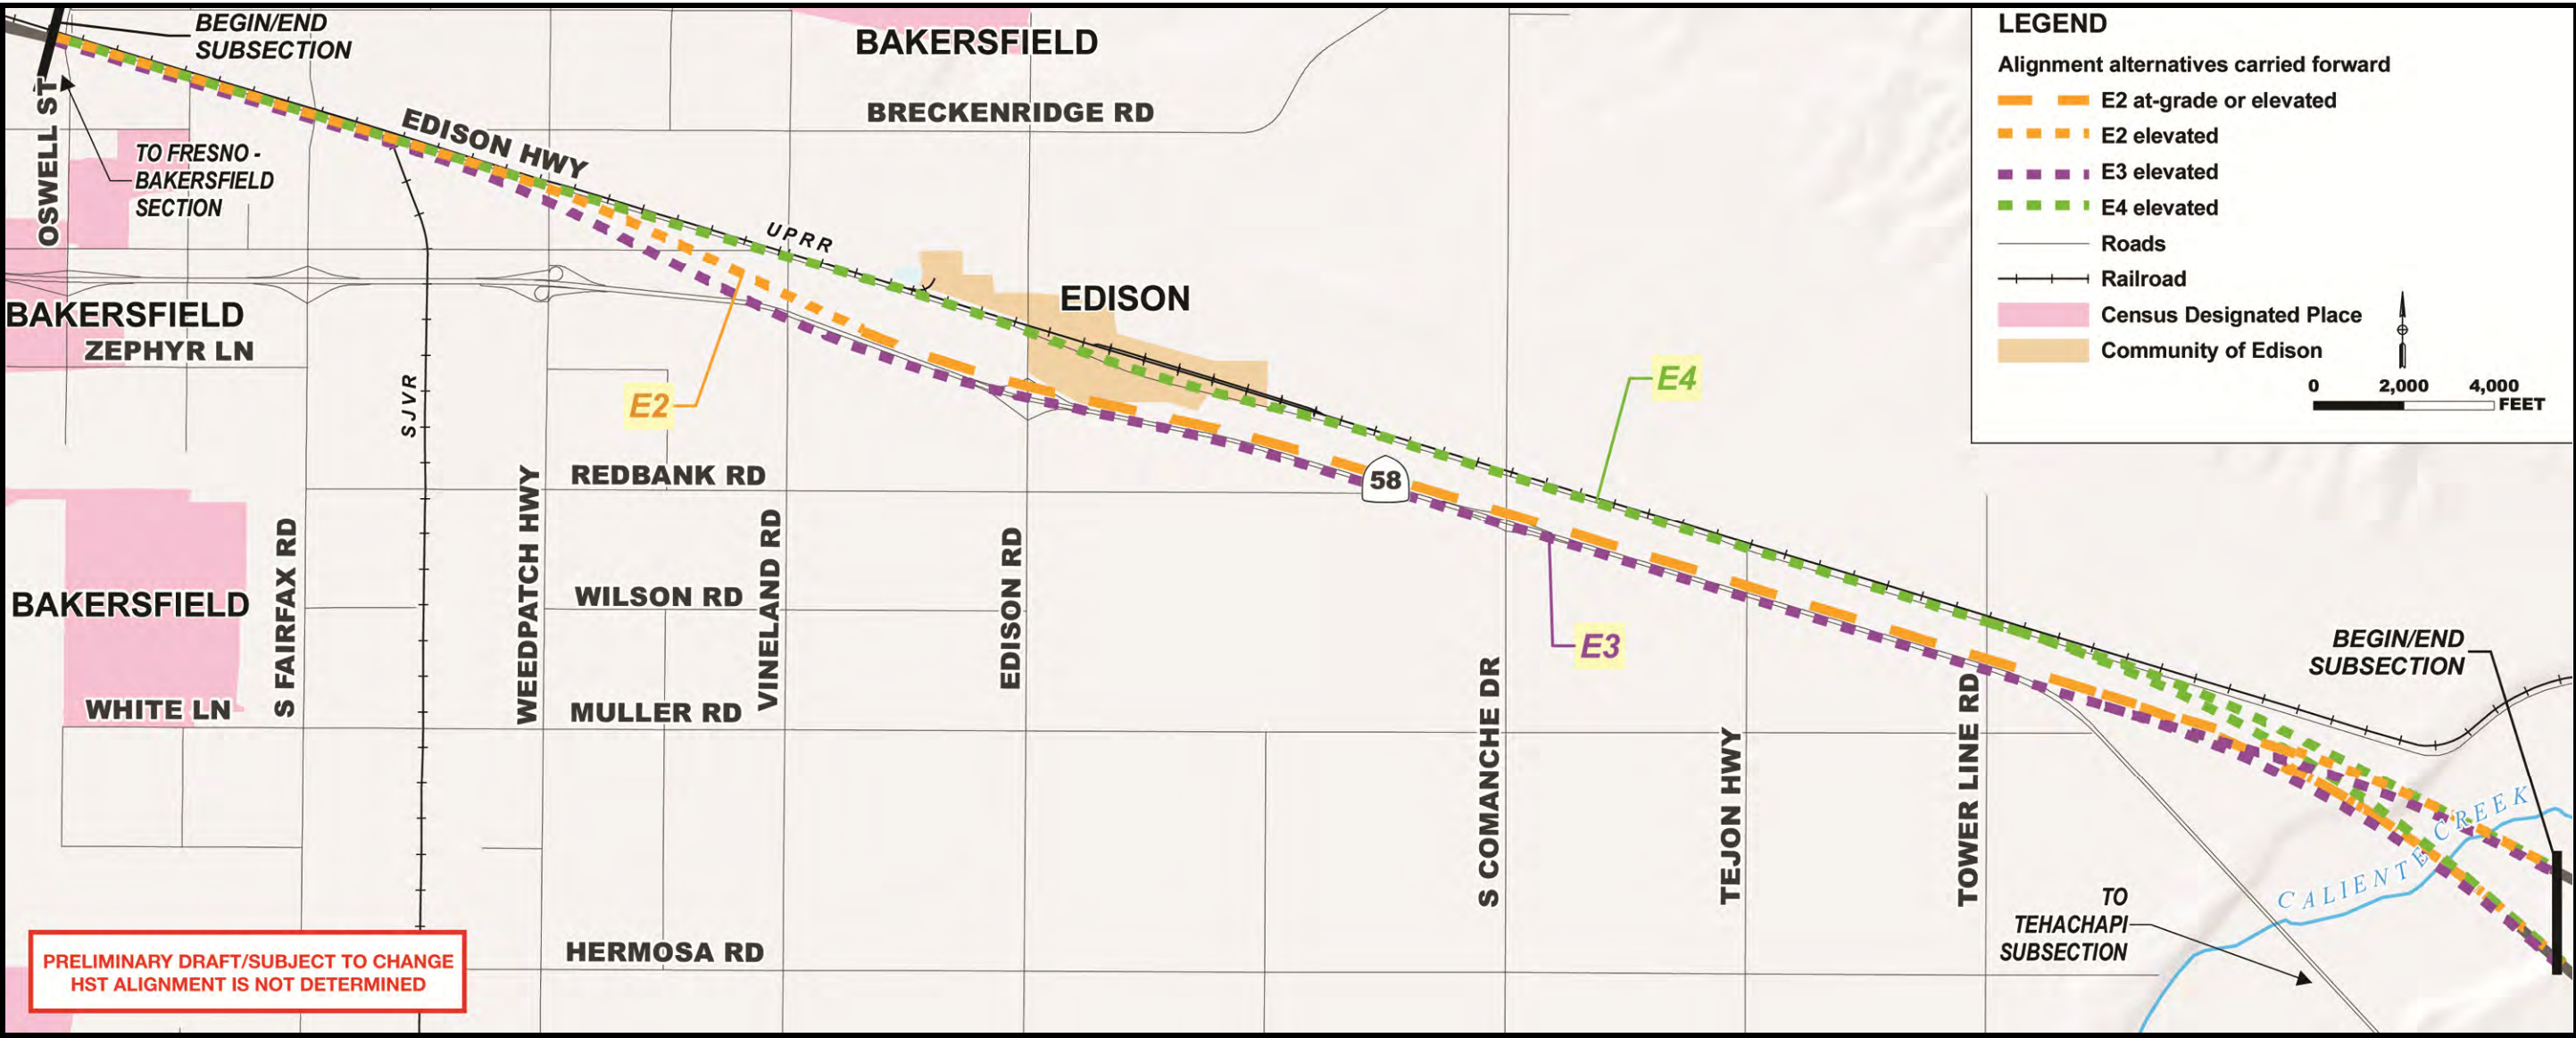 BEGIN/END
SUBSECTION
BAKERSFIELD
BRECKENRIDGE RD
EDISON HWY
OSWELL ST
TO FRESNO -
BAKERSFIELD
SECTION
UPRR
EDISON
BAKERSFIELD
ZEPHYR LN
SJVR
E2
E4
58
REDBANK RD
WILSON RD
E3
BAKERSFIELD
WHITE LN
S FAIRFAX RD
WEEDPATCH HWY
VINELAND RD
EDISON RD
MULLER RD
S COMANCHE DR
TEJON HWY
TOWER LINE RD
HERMOSA RD
BEGIN/END
SUBSECTION
CALIENTE CREEK
TO
TEHACHAPI
SUBSECTION
PRELIMINARY DRAFT/SUBJECT TO CHANGE
HST ALIGNMENT IS NOT DETERMINED
LEGEND
Alignment alternatives carried forward
E2 at-grade or elevated
E2 elevated
E3 elevated
E4 elevated
Roads
Railroad
Census Designated Place
Community of Edison
0 2,000 4,000
FEET